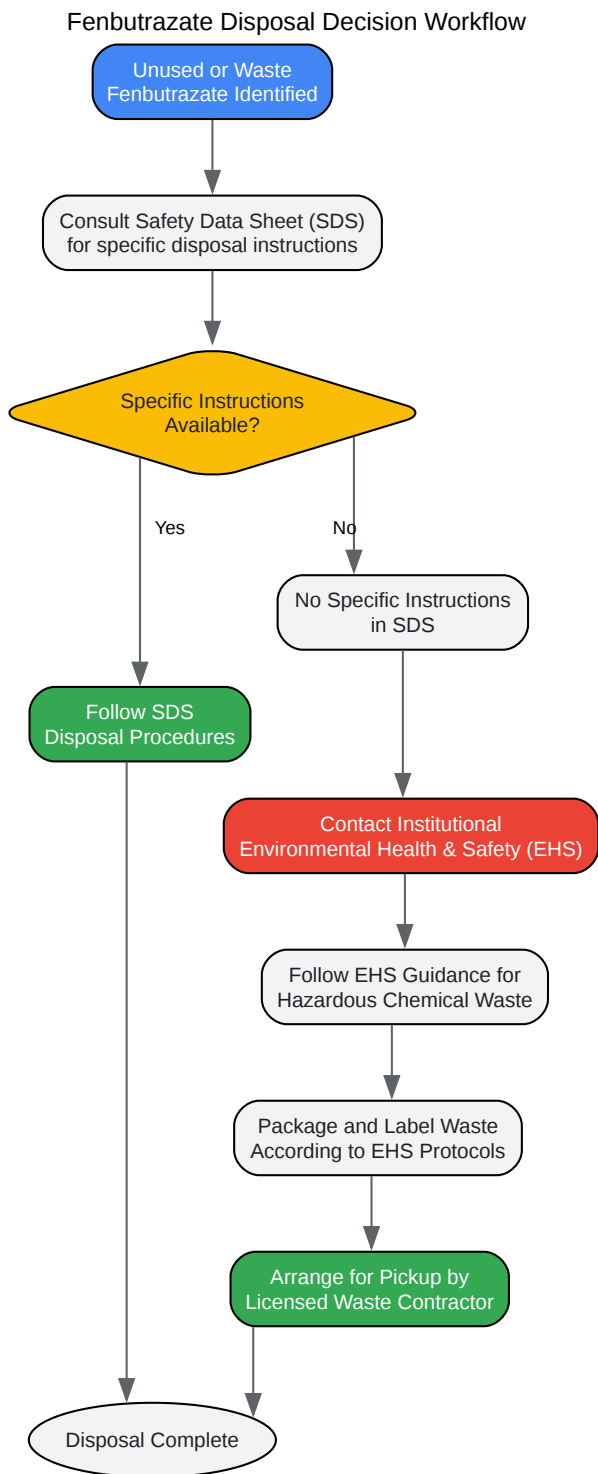 Fenbutrazate Disposal Decision Workflow
Unused or Waste
Fenbutrazate Identified
Consult Safety Data Sheet (SDS)
for specific disposal instructions
Specific Instructions
Available?
Yes
No
No Specific Instructions
in SDS
Follow SDS
Disposal Procedures
Contact Institutional
Environmental Health & Safety (EHS)
Follow EHS Guidance for
Hazardous Chemical Waste
Package and Label Waste
According to EHS Protocols
Arrange for Pickup by
Licensed Waste Contractor
Disposal Complete